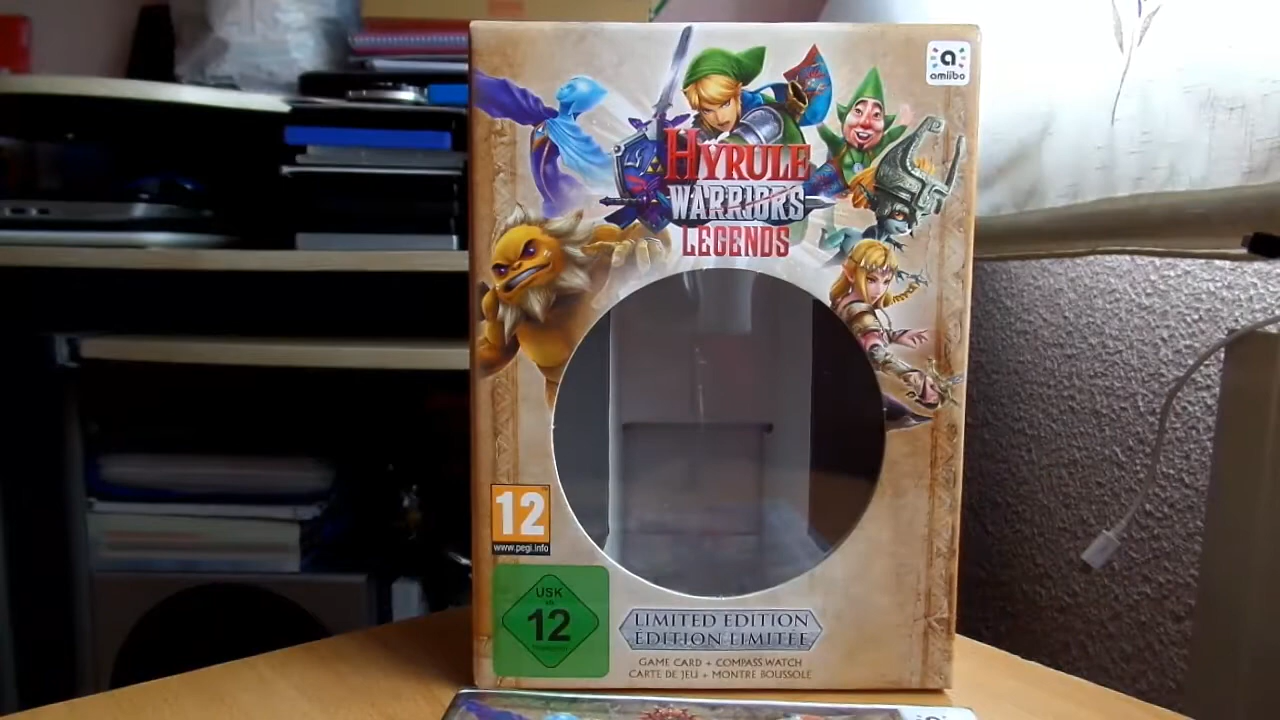 amiibo
HYRULE
WARRIORS
LEGENDS
12
www.pegi.info
USK
ab
12
LIMITED EDITION
ÉDITION LIMITÉE
GAME CARD + COMPASS WATCH
CARTE DE JEU + MONTRE BOUSSOLE